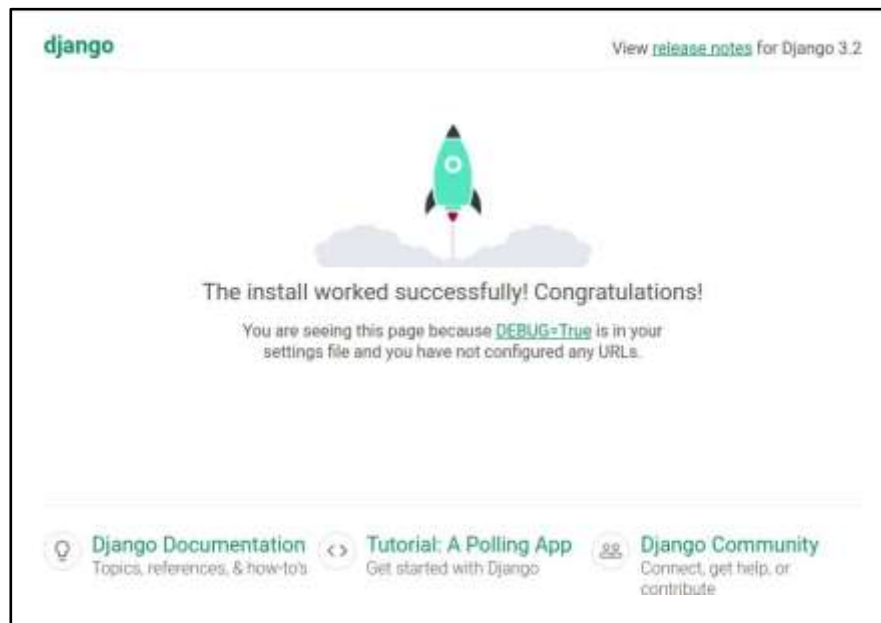 django
View release notes for Django 3.2
The install worked successfully! Congratulations!
You are seeing this page because DEBUG=True is in your
settings file and you have not configured any URLs.
Django Documentation
Topics, references, & how-to's
Tutorial: A Polling App
Get started with Django
Django Community
Connect, get help, or
contribute